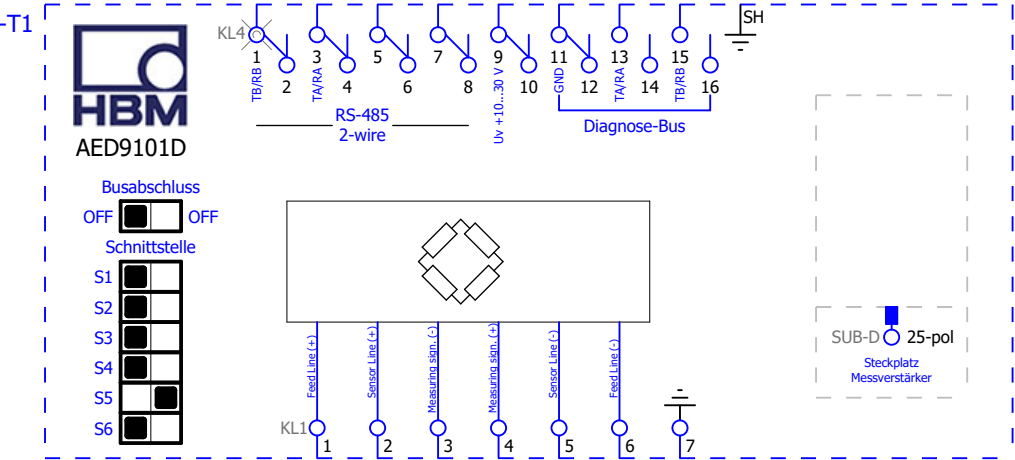 -T1
HBM
AED9101D
SH
KL4
1 3 5 7 9 11 13 15
2 4 6 8 10 12 14 16
TB/RB
TA/RA
Uv +10...30 V
GND
TA/RA
TB/RB
RS-485
2-wire
Diagnose-Bus
Busabschluss
OFF OFF
Schnittstelle
S1
S2
S3
S4
S5
S6
Feed Line (+)
Sensor Line (+)
Measuring sign. (-)
Measuring sign. (+)
Sensor Line (-)
Feed Line (-)
KL1
1 2 3 4 5 6 7
SUB-D 25-pol
Steckplatz
Messverstärker